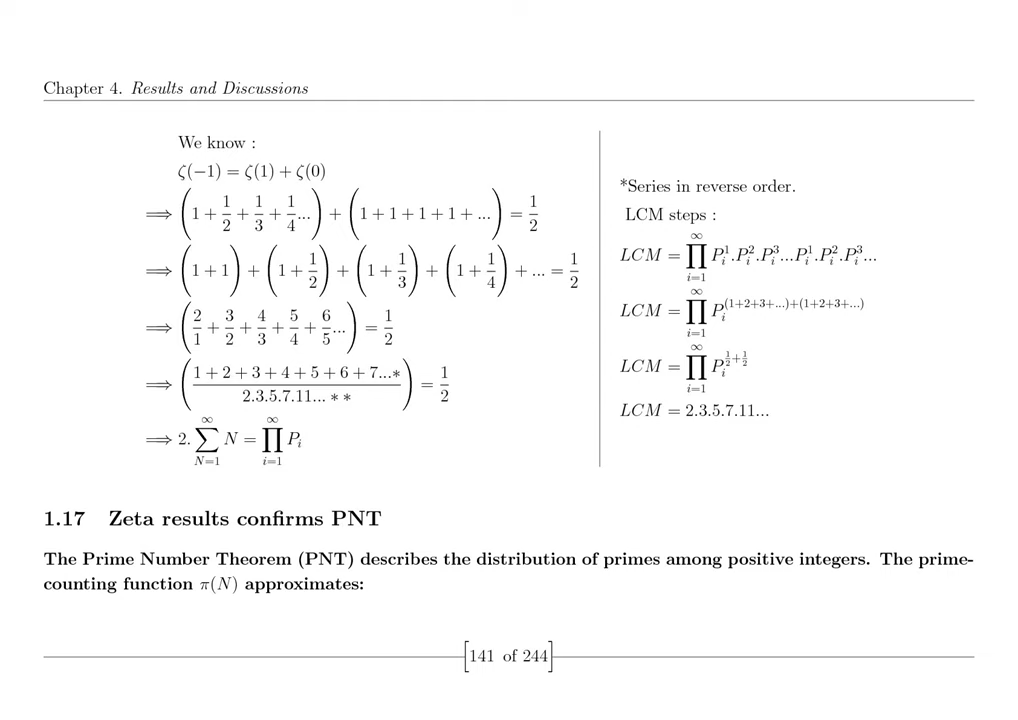 Chapter 4. Results and Discussions
We know :
ζ(−1) = ζ(1) + ζ(0)
⟹ (1 + 1/2 + 1/3 + 1/4...) + (1 + 1 + 1 + 1 + ...) = 1/2
⟹ (1 + 1) + (1 + 1/2) + (1 + 1/3) + (1 + 1/4) + ... = 1/2
⟹ (2/1 + 3/2 + 4/3 + 5/4 + 6/5...) = 1/2
⟹ ((1 + 2 + 3 + 4 + 5 + 6 + 7...∗)/(2.3.5.7.11... ∗ ∗)) = 1/2
⟹ 2. ∑_{N=1}^{∞} N = ∏_{i=1}^{∞} P_i
*Series in reverse order.
LCM steps :
LCM = ∏_{i=1}^{∞} P_i^1.P_i^2.P_i^3...P_i^1.P_i^2.P_i^3...
LCM = ∏_{i=1}^{∞} P_i^{(1+2+3+...)+(1+2+3+...)}
LCM = ∏_{i=1}^{∞} P_i^{1/2+1/2}
LCM = 2.3.5.7.11...
1.17 Zeta results confirms PNT
The Prime Number Theorem (PNT) describes the distribution of primes among positive integers. The prime-
counting function π(N) approximates:
[141 of 244]